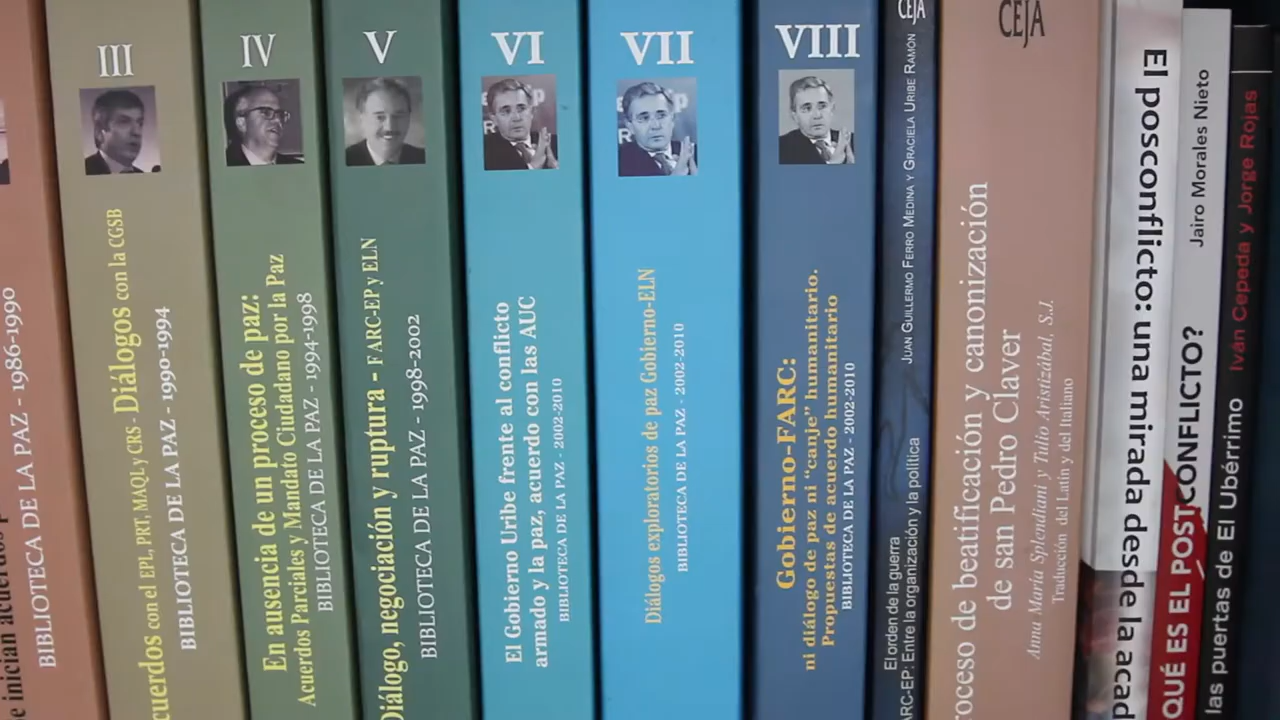 BIBLIOTECA DE LA PAZ - 1986-1990
III
Diálogos con la CGSB
con el EPL, PRT, MAQL y CRS -
BIBLIOTECA DE LA PAZ - 1990-1994
IV
En ausencia de un proceso de paz:
Acuerdos Parciales y Mandato Ciudadano por la Paz
BIBLIOTECA DE LA PAZ - 1994-1998
V
Diálogo, negociación y ruptura - FARC-EP y ELN
BIBLIOTECA DE LA PAZ - 1998-2002
VI
El Gobierno Uribe frente al conflicto
armado y la paz, acuerdo con las AUC
BIBLIOTECA DE LA PAZ - 2002-2010
VII
Diálogos exploratorios de paz Gobierno-ELN
BIBLIOTECA DE LA PAZ - 2002-2010
VIII
Gobierno-FARC:
ni diálogo de paz ni “canje” humanitario.
Propuestas de acuerdo humanitario
BIBLIOTECA DE LA PAZ - 2002-2010
CEJA
El orden de la guerra
ARC-EP: Entre la organización y la política
JUAN GUILLERMO FERRO MEDINA Y GRACIELA URIBE RAMÓN
CEJA
roceso de beatificación y canonización
de san Pedro Claver
Anna María Splendiani y Tulio Aristizábal, S.J.
Traducción del Latín y del Italiano
El posconflicto: una mirada desde la acad
QUÉ ES EL POSTCONFLICTO?
Jairo Morales Nieto
las puertas de El Ubérrimo
Iván Cepeda y Jorge Rojas